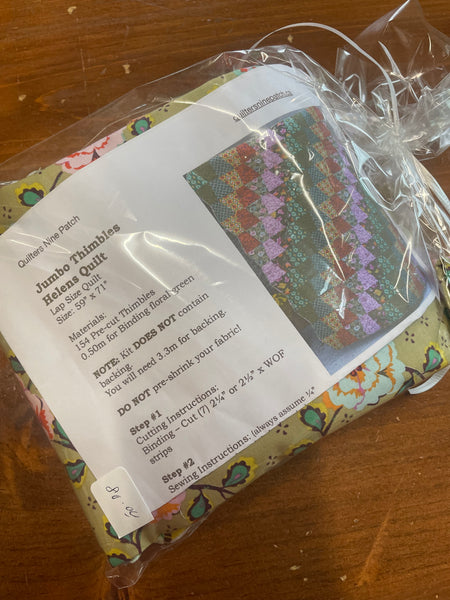 Quilters Nine Patch
quiltersninepatch.ca
Jumbo Thimbles
Helens Quilt
Lap Size Quilt
Size: 59" x 71"
Materials:
154 Pre-cut Thimbles
0.50m for Binding floral green
NOTE: Kit DOES NOT contain
backing.
You will need 3.3m for backing.
DO NOT pre-shrink your fabric!
Step #1
Cutting Instructions:
Binding – Cut (7) 2¼" or 2½" x WOF
strips
Step #2
Sewing Instructions: (always assume ¼"